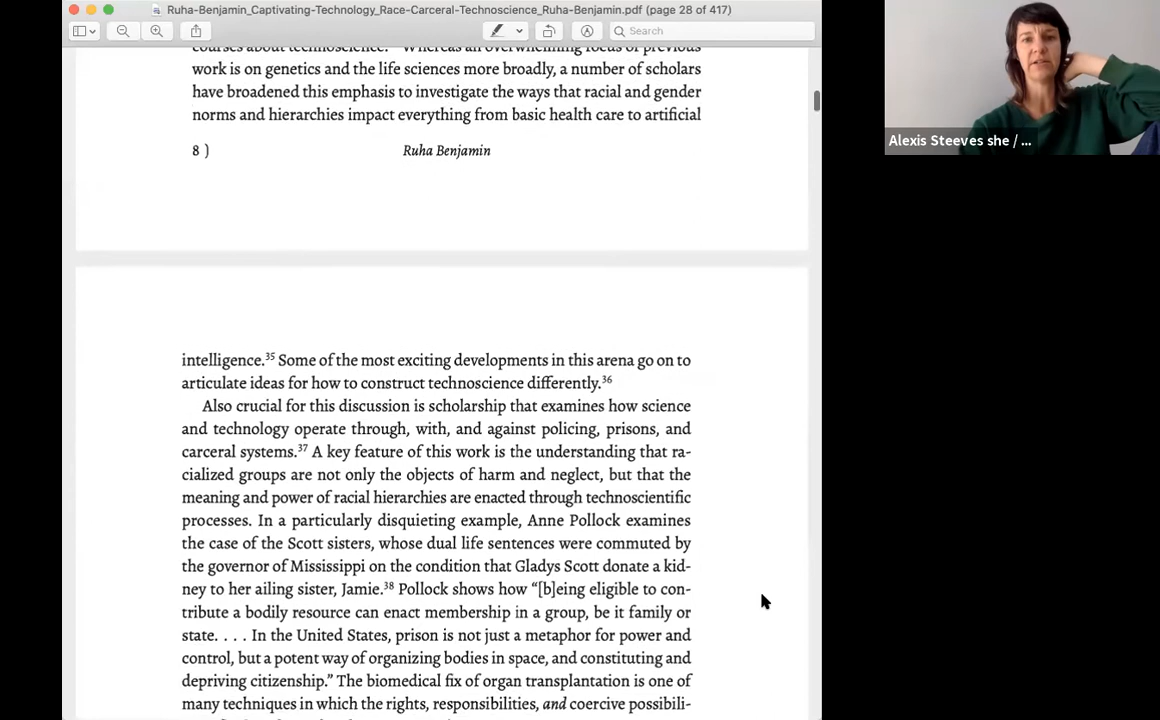 Ruha-Benjamin_Captivating-Technology_Race-Carceral-Technoscience_Ruha-Benjamin.pdf (page 28 of 417)
Search
courses about technoscience. Whereas an overwhelming focus of previous
work is on genetics and the life sciences more broadly, a number of scholars
have broadened this emphasis to investigate the ways that racial and gender
norms and hierarchies impact everything from basic health care to artificial
8 ) Ruha Benjamin
intelligence.35 Some of the most exciting developments in this arena go on to
articulate ideas for how to construct technoscience differently.36
Also crucial for this discussion is scholarship that examines how science
and technology operate through, with, and against policing, prisons, and
carceral systems.37 A key feature of this work is the understanding that ra-
cialized groups are not only the objects of harm and neglect, but that the
meaning and power of racial hierarchies are enacted through technoscientific
processes. In a particularly disquieting example, Anne Pollock examines
the case of the Scott sisters, whose dual life sentences were commuted by
the governor of Mississippi on the condition that Gladys Scott donate a kid-
ney to her ailing sister, Jamie.38 Pollock shows how “[b]eing eligible to con-
tribute a bodily resource can enact membership in a group, be it family or
state. . . . In the United States, prison is not just a metaphor for power and
control, but a potent way of organizing bodies in space, and constituting and
depriving citizenship.” The biomedical fix of organ transplantation is one of
many techniques in which the rights, responsibilities, and coercive possibili-
Alexis Steeves she / ...